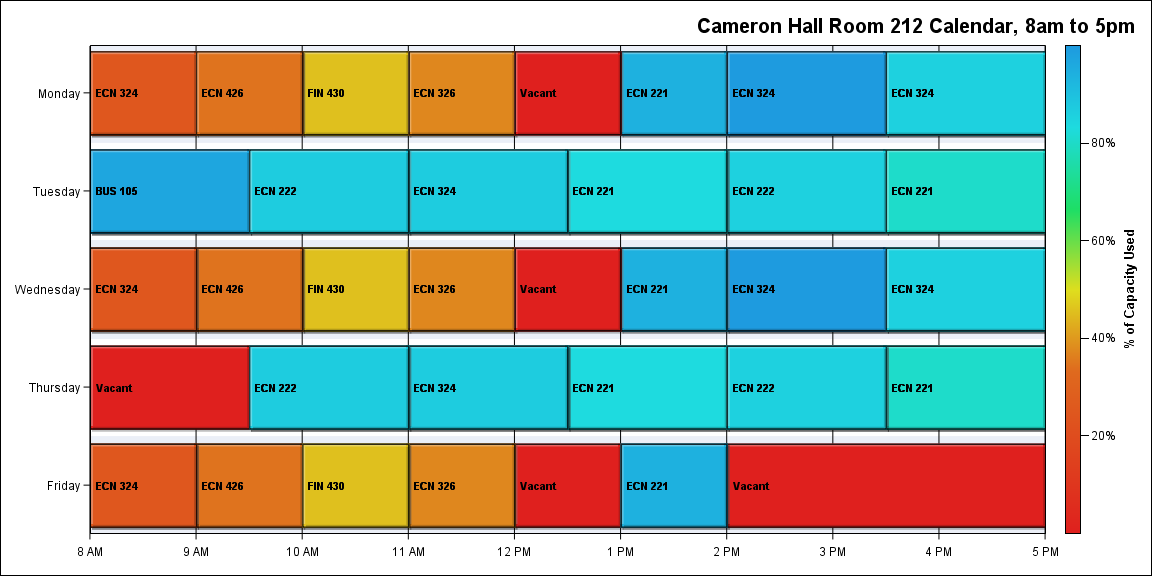 Cameron Hall Room 212 Calendar, 8am to 5pm
Monday
ECN 324
ECN 426
FIN 430
ECN 326
Vacant
ECN 221
ECN 324
ECN 324
Tuesday
BUS 105
ECN 222
ECN 324
ECN 221
ECN 222
ECN 221
Wednesday
ECN 324
ECN 426
FIN 430
ECN 326
Vacant
ECN 221
ECN 324
ECN 324
Thursday
Vacant
ECN 222
ECN 324
ECN 221
ECN 222
ECN 221
Friday
ECN 324
ECN 426
FIN 430
ECN 326
Vacant
ECN 221
Vacant
8 AM
9 AM
10 AM
11 AM
12 PM
1 PM
2 PM
3 PM
4 PM
5 PM
80%
60%
40%
20%
% of Capacity Used